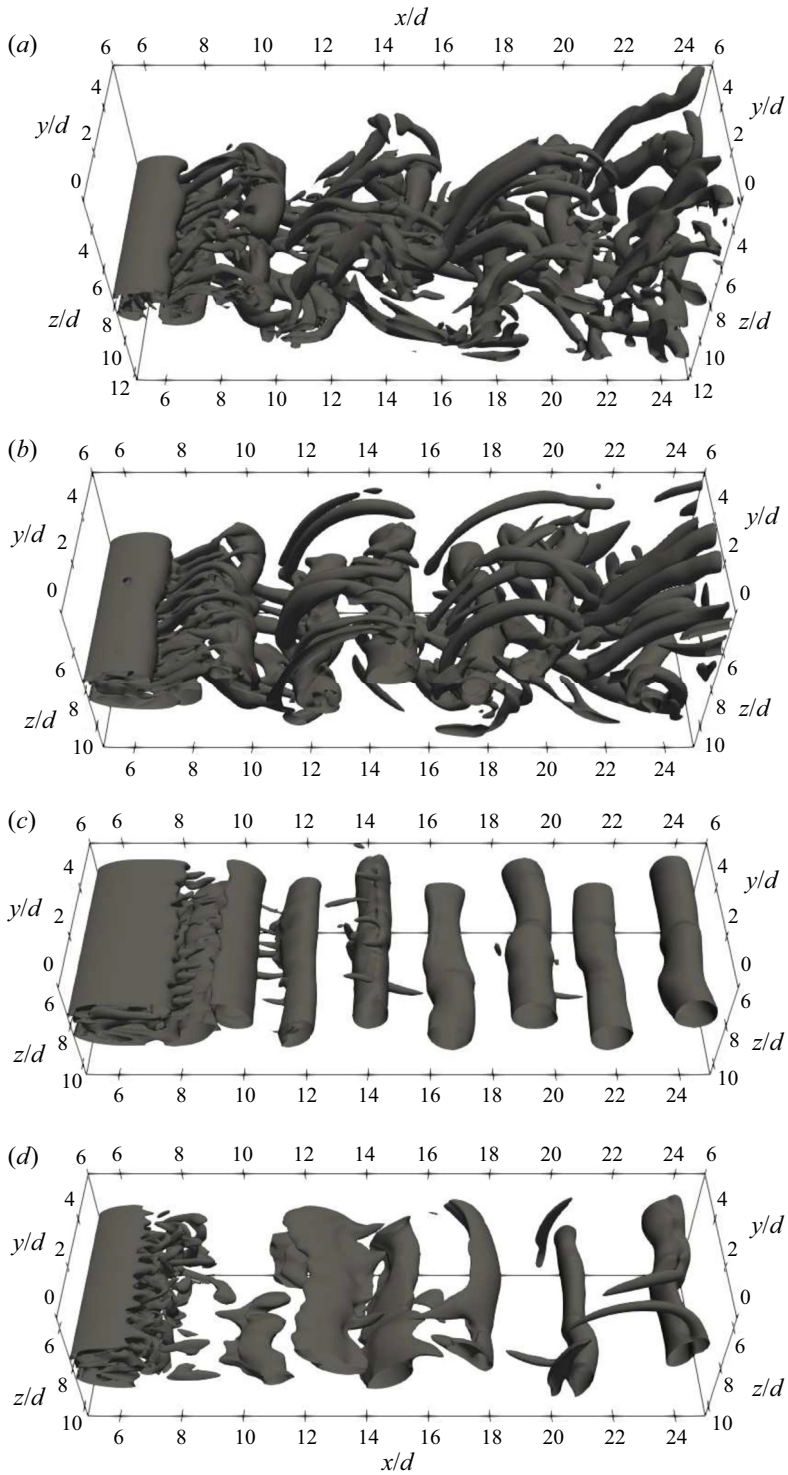 x/d
(a) 6 6 8 10 12 14 16 18 20 22 24 6
4 4
y/d y/d
2 2
0 0
4 4
6 6
z/d 8 8 z/d
10 10
12 12
6 8 10 12 14 16 18 20 22 24
(b) 6 6 8 10 12 14 16 18 20 22 24 6
4 4
y/d 2 2 y/d
0 0
6 6
8 8
z/d z/d
10 10
6 8 10 12 14 16 18 20 22 24
(c) 6 6 8 10 12 14 16 18 20 22 24 6
4 4
y/d 2 2 y/d
0 0
6 6
z/d 8 8 z/d
10 10
6 8 10 12 14 16 18 20 22 24
(d) 6 6 8 10 12 14 16 18 20 22 24 6
4 4
y/d 2 2 y/d
0 0
6 6
z/d 8 8 z/d
10 10
6 8 10 12 14 16 18 20 22 24
x/d